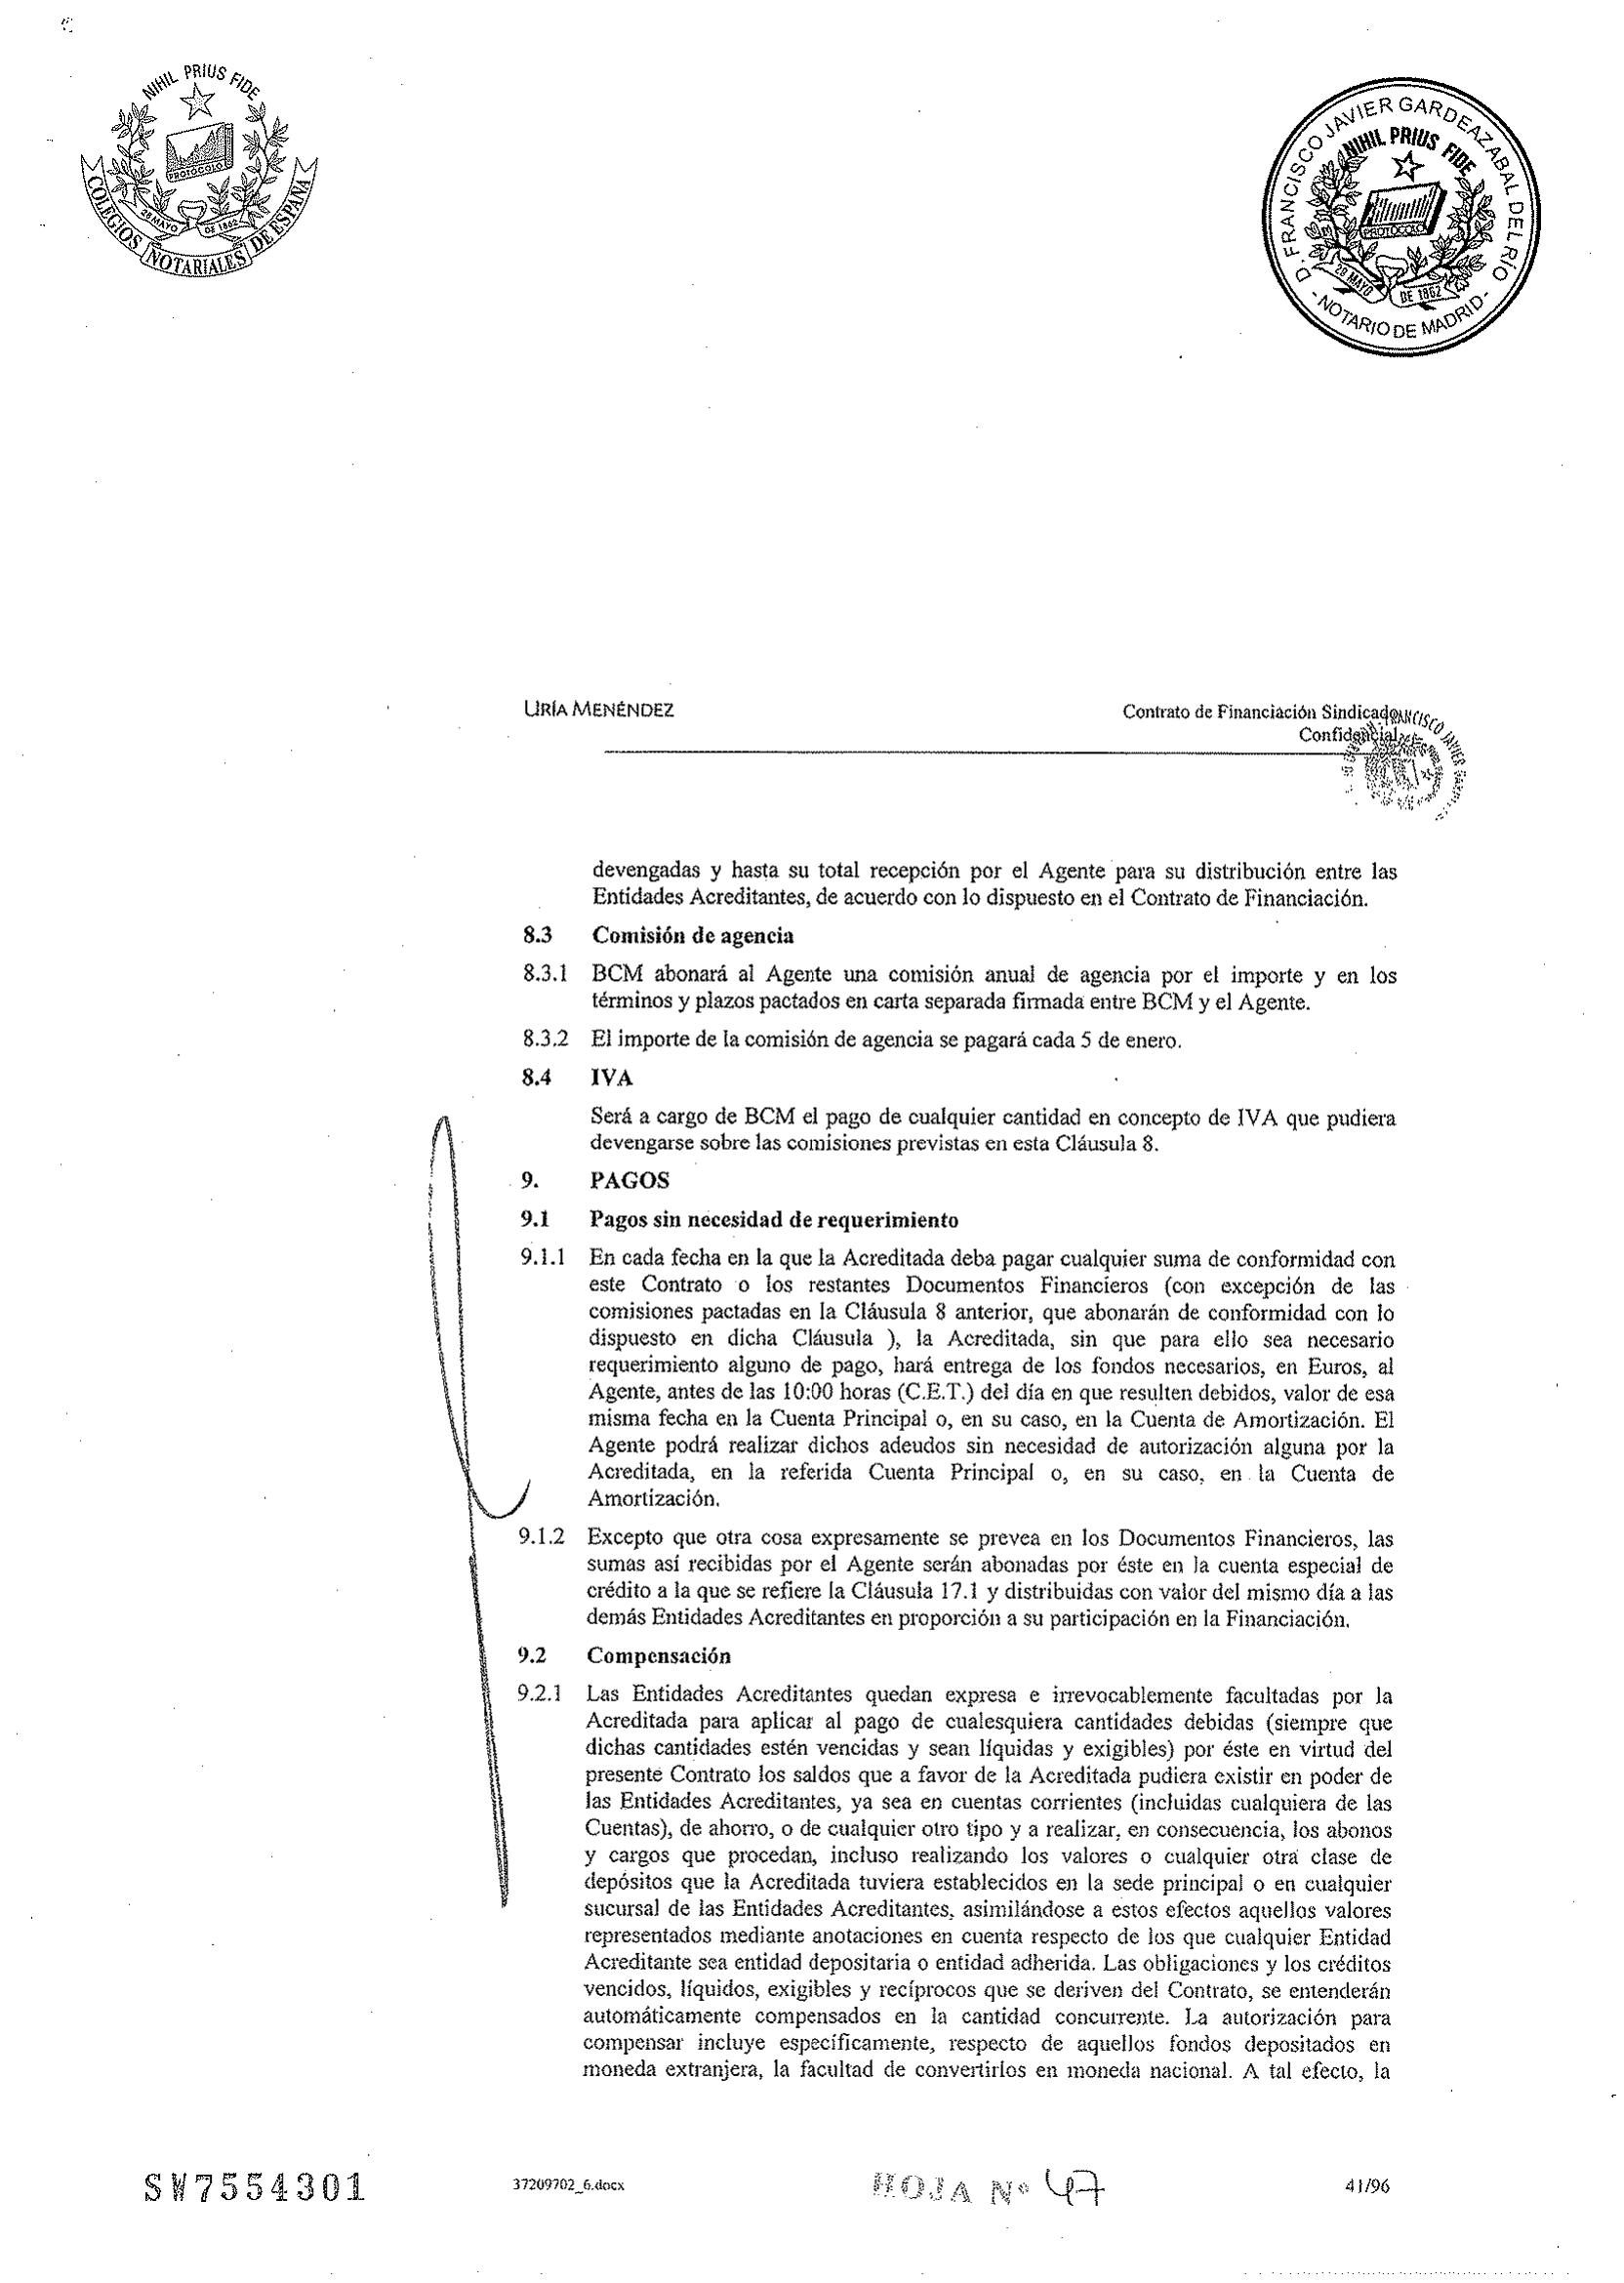 NIHIL PRIUS FIDE
PROTOCOLO
28 MAYO DE 1862
COLEGIOS NOTARIALES DE ESPAÑA
D. FRANCISCO JAVIER GARDEAZABAL DEL RÍO
NIHIL PRIUS FIDE
PROTOCOLO
28 MAYO DE 1862
- NOTARIO DE MADRID -
URÍA MENÉNDEZ
Contrato de Financiación Sindicado
Confidencial
devengadas y hasta su total recepción por el Agente para su distribución entre las
Entidades Acreditantes, de acuerdo con lo dispuesto en el Contrato de Financiación.
8.3 Comisión de agencia
8.3.1 BCM abonará al Agente una comisión anual de agencia por el importe y en los
términos y plazos pactados en carta separada firmada entre BCM y el Agente.
8.3.2 El importe de la comisión de agencia se pagará cada 5 de enero.
8.4 IVA
Será a cargo de BCM el pago de cualquier cantidad en concepto de IVA que pudiera
devengarse sobre las comisiones previstas en esta Cláusula 8.
9. PAGOS
9.1 Pagos sin necesidad de requerimiento
9.1.1 En cada fecha en la que la Acreditada deba pagar cualquier suma de conformidad con
este Contrato o los restantes Documentos Financieros (con excepción de las
comisiones pactadas en la Cláusula 8 anterior, que abonarán de conformidad con lo
dispuesto en dicha Cláusula ), la Acreditada, sin que para ello sea necesario
requerimiento alguno de pago, hará entrega de los fondos necesarios, en Euros, al
Agente, antes de las 10:00 horas (C.E.T.) del día en que resulten debidos, valor de esa
misma fecha en la Cuenta Principal o, en su caso, en la Cuenta de Amortización. El
Agente podrá realizar dichos adeudos sin necesidad de autorización alguna por la
Acreditada, en la referida Cuenta Principal o, en su caso, en la Cuenta de
Amortización.
9.1.2 Excepto que otra cosa expresamente se prevea en los Documentos Financieros, las
sumas así recibidas por el Agente serán abonadas por éste en la cuenta especial de
crédito a la que se refiere la Cláusula 17.1 y distribuidas con valor del mismo día a las
demás Entidades Acreditantes en proporción a su participación en la Financiación.
9.2 Compensación
9.2.1 Las Entidades Acreditantes quedan expresa e irrevocablemente facultadas por la
Acreditada para aplicar al pago de cualesquiera cantidades debidas (siempre que
dichas cantidades estén vencidas y sean líquidas y exigibles) por éste en virtud del
presente Contrato los saldos que a favor de la Acreditada pudiera existir en poder de
las Entidades Acreditantes, ya sea en cuentas corrientes (incluidas cualquiera de las
Cuentas), de ahorro, o de cualquier otro tipo y a realizar, en consecuencia, los abonos
y cargos que procedan, incluso realizando los valores o cualquier otra clase de
depósitos que la Acreditada tuviera establecidos en la sede principal o en cualquier
sucursal de las Entidades Acreditantes, asimilándose a estos efectos aquellos valores
representados mediante anotaciones en cuenta respecto de los que cualquier Entidad
Acreditante sea entidad depositaria o entidad adherida. Las obligaciones y los créditos
vencidos, líquidos, exigibles y recíprocos que se deriven del Contrato, se entenderán
automáticamente compensados en la cantidad concurrente. La autorización para
compensar incluye específicamente, respecto de aquellos fondos depositados en
moneda extranjera, la facultad de convertirlos en moneda nacional. A tal efecto, la
SW7554301
37209702_6.docx
HOJA Nº 47
41/96